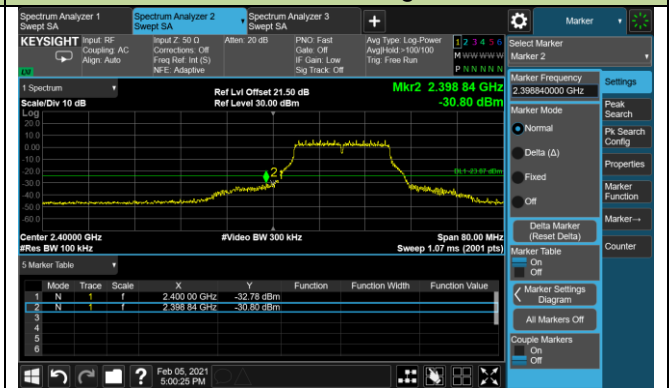 Spectrum Analyzer 1
Swept SA
Spectrum Analyzer 2
Swept SA
Spectrum Analyzer 3
Swept SA
Marker
KEYSIGHT
Input: RF
Coupling: AC
Align: Auto
Input Z: 50 Ω
Corrections: Off
Freq Ref: Int (S)
NFE: Adaptive
Atten: 20 dB
PNO: Fast
Gate: Off
IF Gain: Low
Sig Track: Off
Avg Type: Log-Power
Avg|Hold:>100/100
Trig: Free Run
1 2 3 4 5 6
M W W W W W
P N N N N N
Select Marker
Marker 2
1 Spectrum
Scale/Div 10 dB
Ref Lvl Offset 21.50 dB
Ref Level 30.00 dBm
Mkr2 2.398 84 GHz
-30.80 dBm
Log
20.0
10.0
0.00
-10.0
-20.0
-30.0
-40.0
-50.0
-60.0
2
DL1 -23.67 dBm
Center 2.40000 GHz
#Res BW 100 kHz
#Video BW 300 kHz
Span 80.00 MHz
Sweep 1.07 ms (2001 pts)
5 Marker Table
Mode Trace Scale X Y Function Function Width Function Value
1 N 1 f 2.400 00 GHz -32.78 dBm
2 N 1 f 2.398 84 GHz -30.80 dBm
3
4
5
6
Marker Frequency
2.398840000 GHz
Marker Mode
Normal
Delta (Δ)
Fixed
Off
Delta Marker
(Reset Delta)
Marker Table
On
Off
Marker Settings
Diagram
All Markers Off
Couple Markers
On
Off
Settings
Peak
Search
Pk Search
Config
Properties
Marker
Function
Marker→
Counter
?
Feb 05, 2021
5:00:25 PM